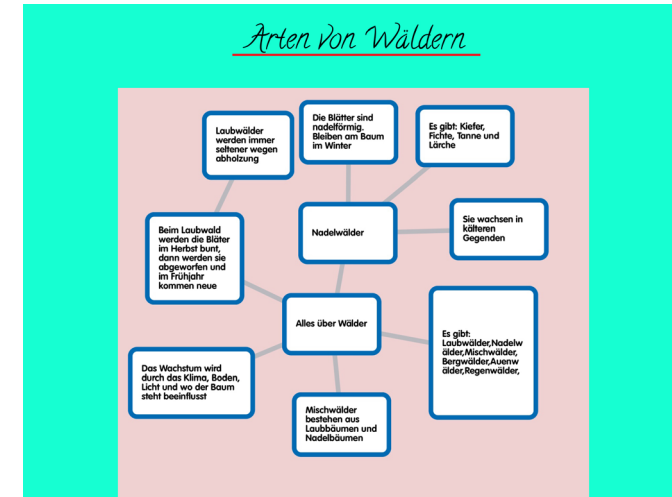 Arten von Wäldern
Laubwälder
werden immer
seltener wegen
abholzung
Die Blätter sind
nadelförmig.
Bleiben am Baum
im Winter
Es gibt: Kiefer,
Fichte, Tanne und
Lärche
Beim Laubwald
werden die Bläter
im Herbst bunt,
dann werden sie
abgeworfen und
im Frühjahr
kommen neue
Nadelwälder
Sie wachsen in
kälteren
Gegenden
Alles über Wälder
Es gibt:
Laubwälder,Nadelw
älder,Mischwälder,
Bergwälder,Auenw
älder,Regenwälder,
Das Wachstum wird
durch das Klima, Boden,
Licht und wo der Baum
steht beeinflusst
Mischwälder
bestehen aus
Laubbäumen und
Nadelbäumen